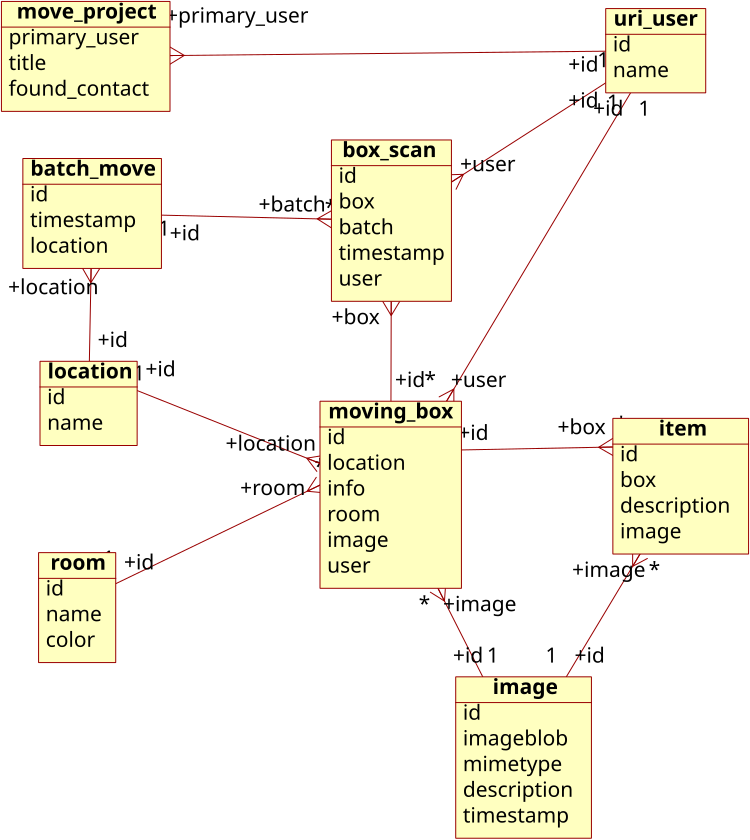 move_project
+primary_user
primary_user
title
found_contact
uri_user
id
name
+id
1
+id
1
+id
1
box_scan
id
box
batch
timestamp
user
+user
batch_move
id
timestamp
location
+batch*
1
+id
+location
+box
+id
location
id
name
1
+id
+id*
+user
moving_box
id
location
info
room
image
user
+location
+room
+id
+box
item
id
box
description
image
room
id
name
color
+id
* +image
+image *
+id 1
1 +id
image
id
imageblob
mimetype
description
timestamp